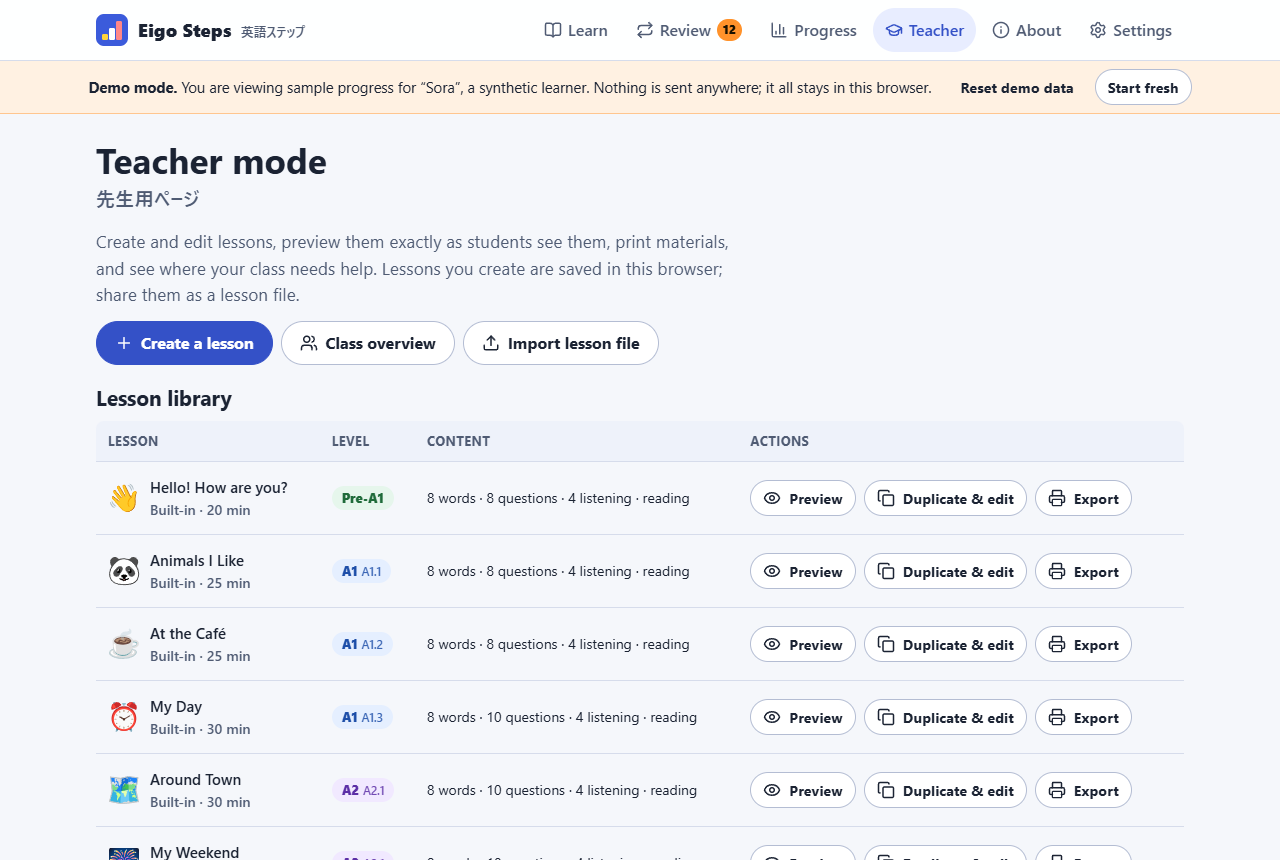 Eigo Steps 英語ステップ
Learn
Review 12
Progress
Teacher
About
Settings
Demo mode. You are viewing sample progress for “Sora”, a synthetic learner. Nothing is sent anywhere; it all stays in this browser.
Reset demo data
Start fresh
Teacher mode
先生用ページ
Create and edit lessons, preview them exactly as students see them, print materials,
and see where your class needs help. Lessons you create are saved in this browser;
share them as a lesson file.
Create a lesson
Class overview
Import lesson file
Lesson library
LESSON LEVEL CONTENT ACTIONS
Hello! How are you?
Built-in · 20 min
Pre-A1
8 words · 8 questions · 4 listening · reading
Preview
Duplicate & edit
Export
Animals I Like
Built-in · 25 min
A1 A1.1
8 words · 8 questions · 4 listening · reading
Preview
Duplicate & edit
Export
At the Café
Built-in · 25 min
A1 A1.2
8 words · 8 questions · 4 listening · reading
Preview
Duplicate & edit
Export
My Day
Built-in · 30 min
A1 A1.3
8 words · 10 questions · 4 listening · reading
Preview
Duplicate & edit
Export
Around Town
Built-in · 30 min
A2 A2.1
8 words · 10 questions · 4 listening · reading
Preview
Duplicate & edit
Export
My Weekend